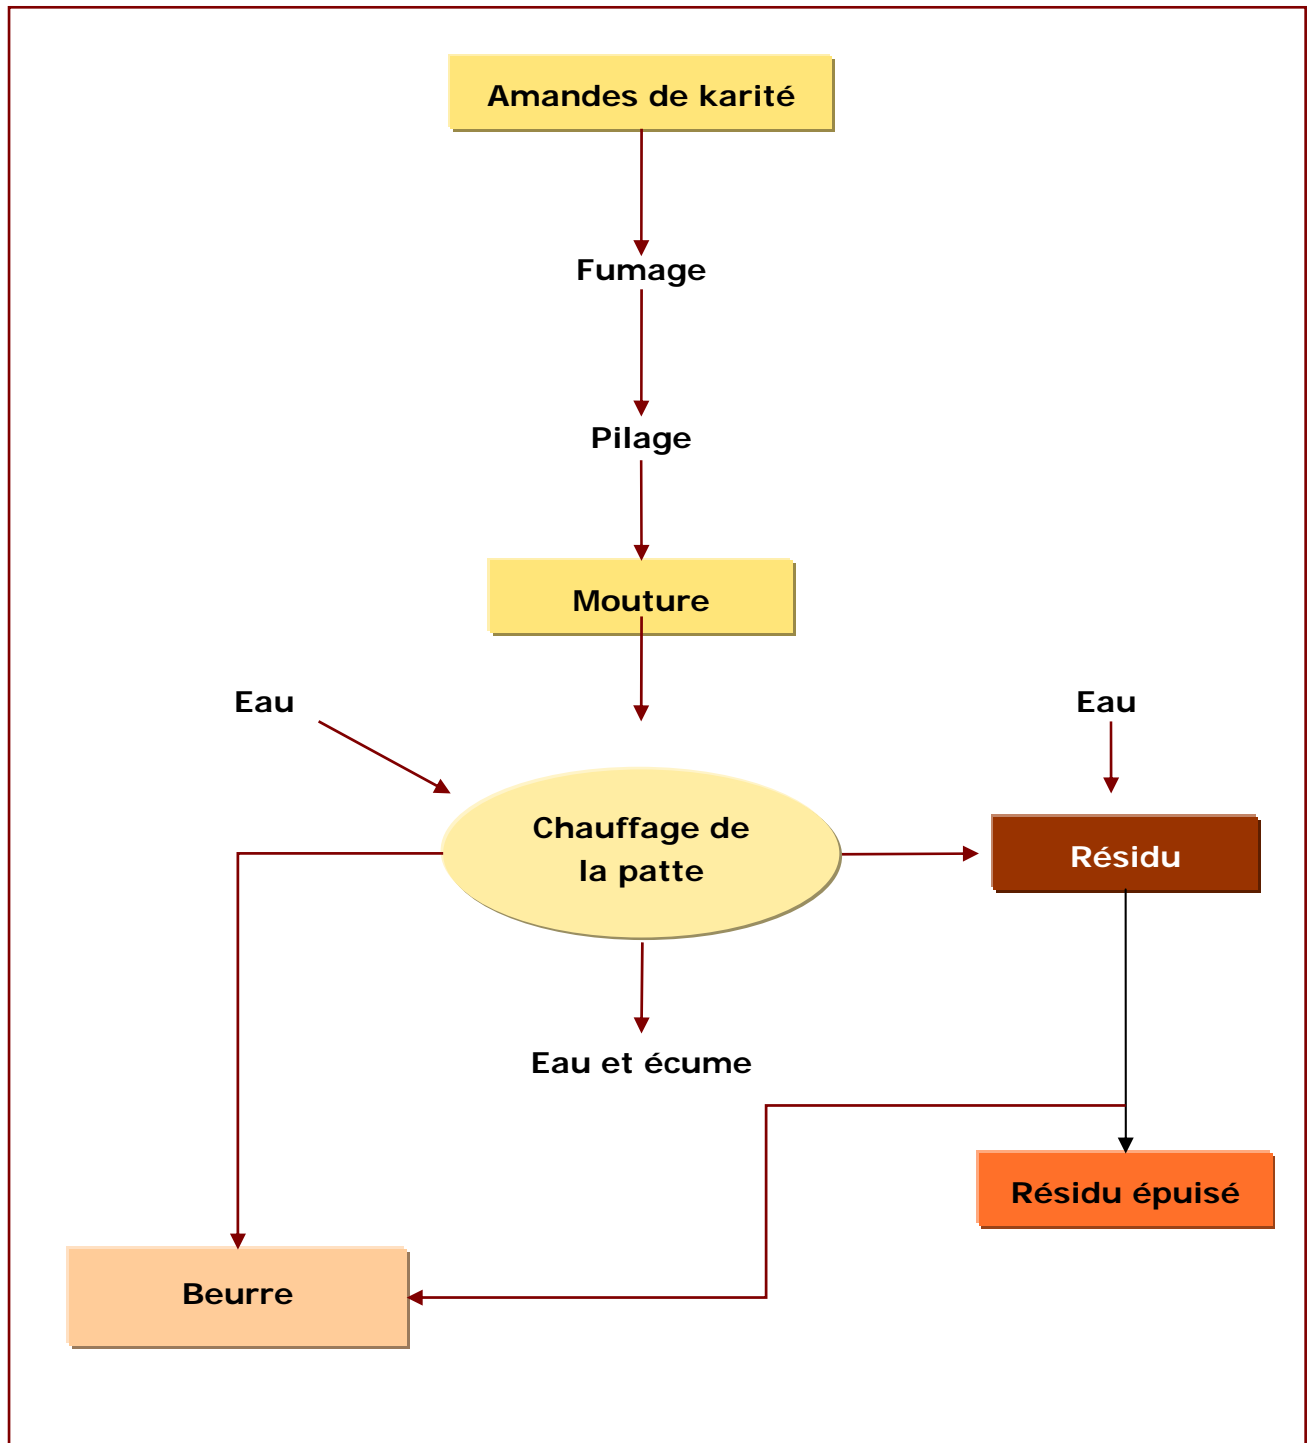 Amandes de karité
Fumage
Pilage
Mouture
Eau
Eau
Chauffage de
la patte
Résidu
Eau et écume
Résidu épuisé
Beurre